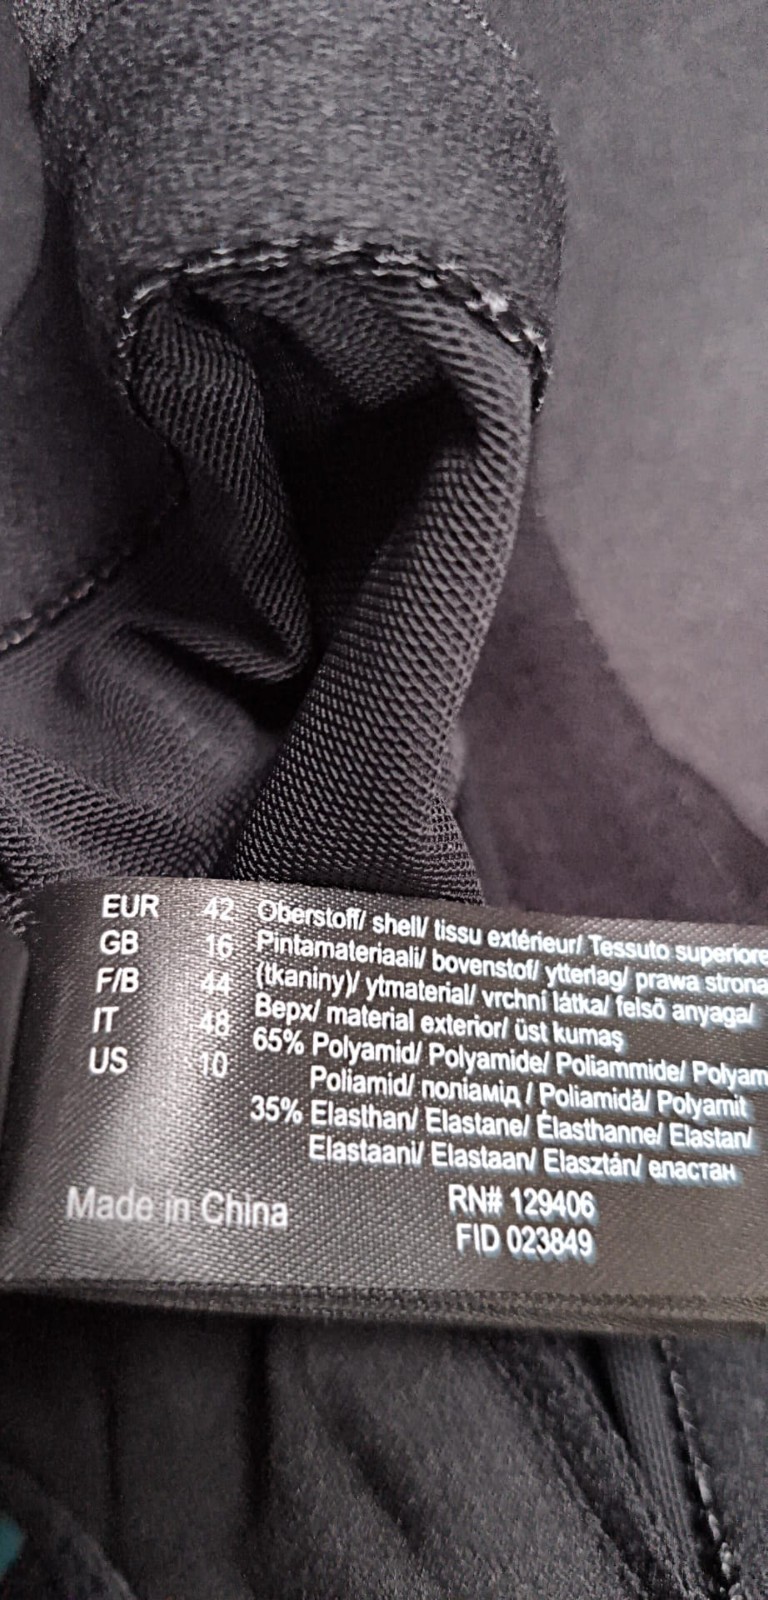 EUR 42
GB 16
F/B 44
IT 48
US 10
Oberstoff/ shell/ tissu extérieur/ Tessuto superiore
Pintamateriaali/ bovenstof/ ytterlag/ prawa strona
(tkaniny)/ ytmaterial/ vrchní látka/ felső anyaga/
Верх/ material exterior/ üst kumaş
65% Polyamid/ Polyamide/ Poliammide/ Polyam
Poliamid/ поліамід / Poliamidă/ Polyamit
35% Elasthan/ Elastane/ Élasthanne/ Elastan/
Elastaani/ Elastaan/ Elasztán/ еластан
RN# 129406
FID 023849
Made in China